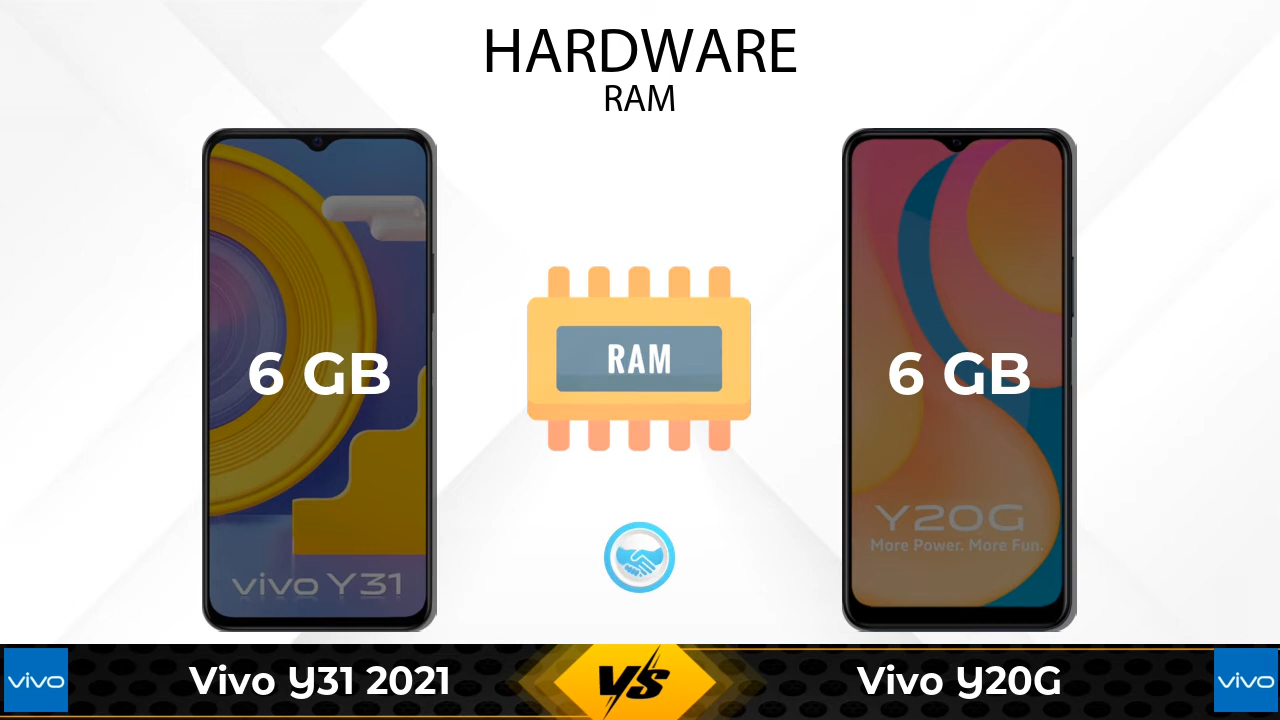 HARDWARE
RAM
6 GB
RAM
6 GB
Y20G
More Power. More Fun.
vivo Y31
vivo
Vivo Y31 2021
VS
Vivo Y20G
vivo